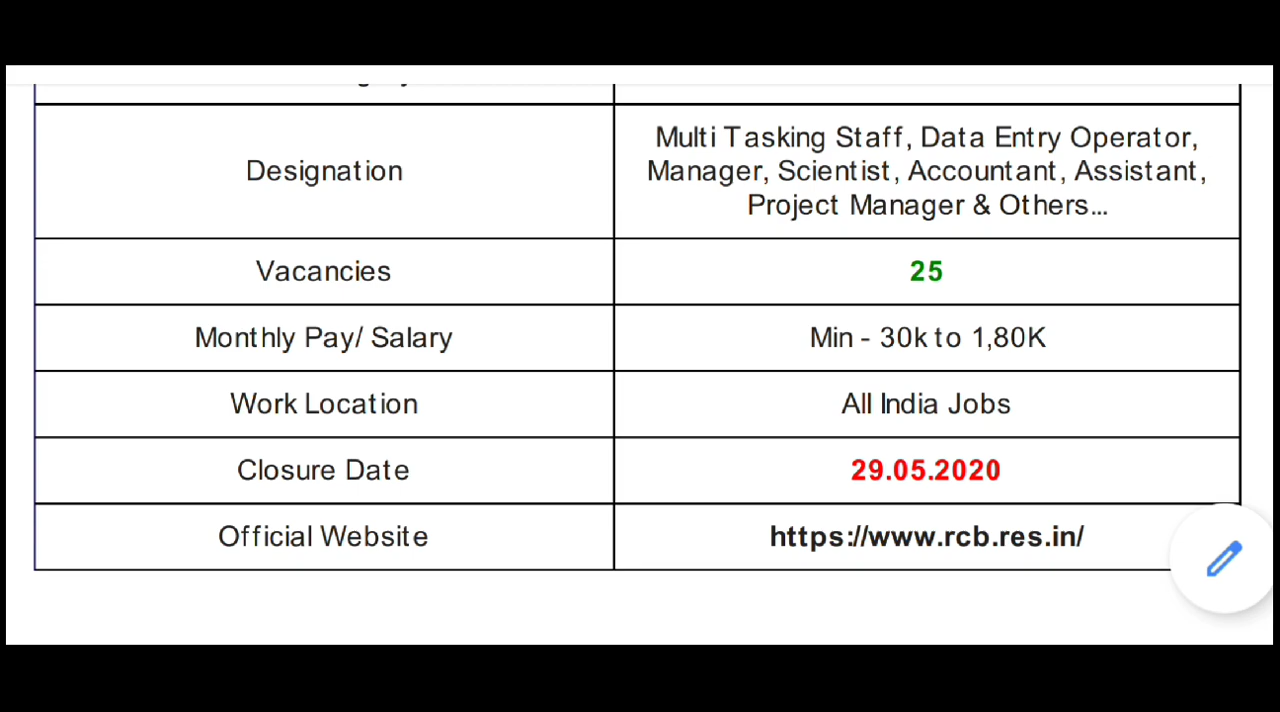 Designation
Multi Tasking Staff, Data Entry Operator,
Manager, Scientist, Accountant, Assistant,
Project Manager & Others...
Vacancies
25
Monthly Pay/ Salary
Min - 30k to 1,80K
Work Location
All India Jobs
Closure Date
29.05.2020
Official Website
https://www.rcb.res.in/